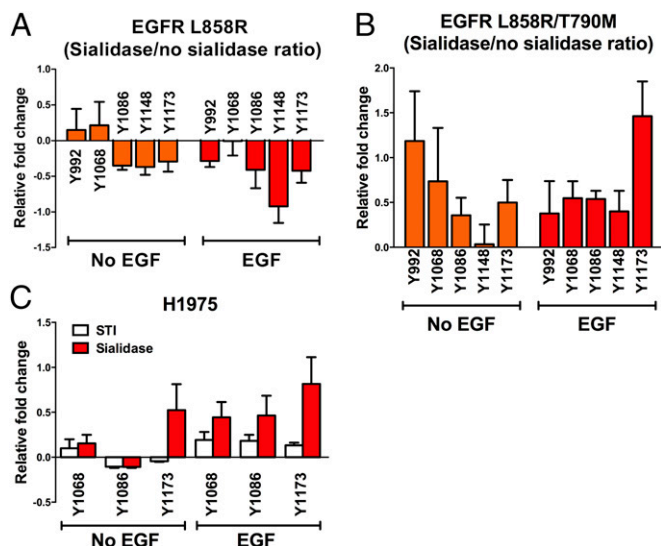 A
EGFR L858R
(Sialidase/no sialidase ratio)
Relative fold change
1.0
0.5
0.0
-0.5
-1.0
-1.5
Y992
Y1068
Y1086
Y1148
Y1173
Y992
Y1068
Y1086
Y1148
Y1173
No EGF
EGF
B
EGFR L858R/T790M
(Sialidase/no sialidase ratio)
Relative fold change
2.0
1.5
1.0
0.5
0.0
Y992
Y1068
Y1086
Y1148
Y1173
Y992
Y1068
Y1086
Y1148
Y1173
No EGF
EGF
C
H1975
STI
Sialidase
Relative fold change
1.5
1.0
0.5
0.0
-0.5
Y1068
Y1086
Y1173
Y1068
Y1086
Y1173
No EGF
EGF